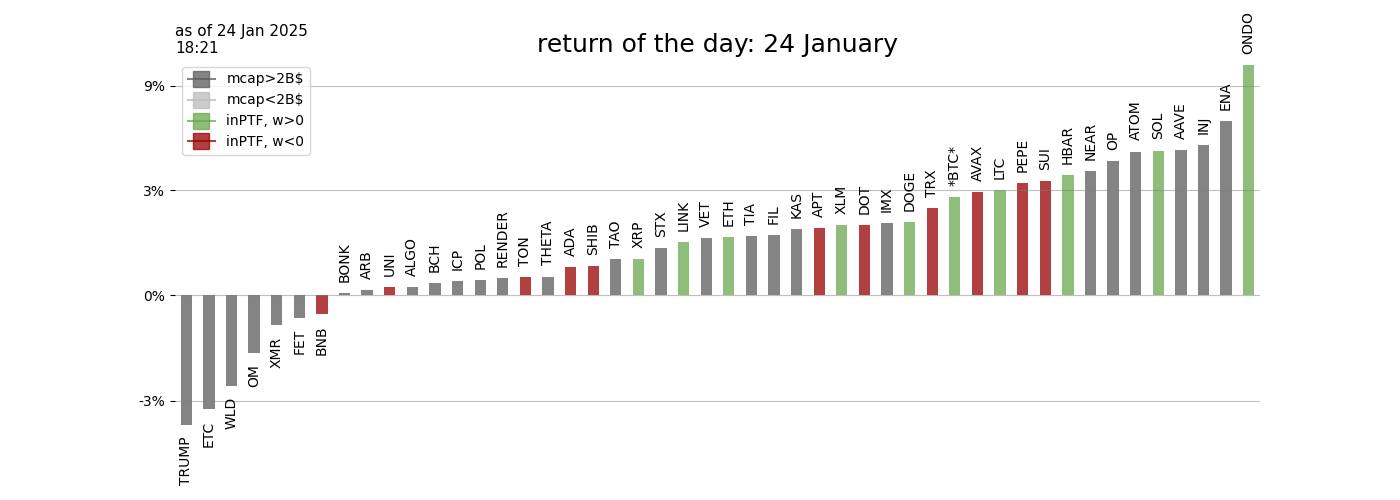 as of 24 Jan 2025
18:21
return of the day: 24 January
mcap>2B$
mcap<2B$
inPTF, w>0
inPTF, w<0
9%
3%
0%
-3%
TRUMP
ETC
WLD
OM
XMR
FET
BNB
BONK
ARB
UNI
ALGO
BCH
ICP
POL
RENDER
TON
THETA
ADA
SHIB
TAO
XRP
STX
LINK
VET
ETH
TIA
FIL
KAS
APT
XLM
DOT
IMX
DOGE
TRX
*BTC*
AVAX
LTC
PEPE
SUI
HBAR
NEAR
OP
ATOM
SOL
AAVE
INJ
ENA
ONDO